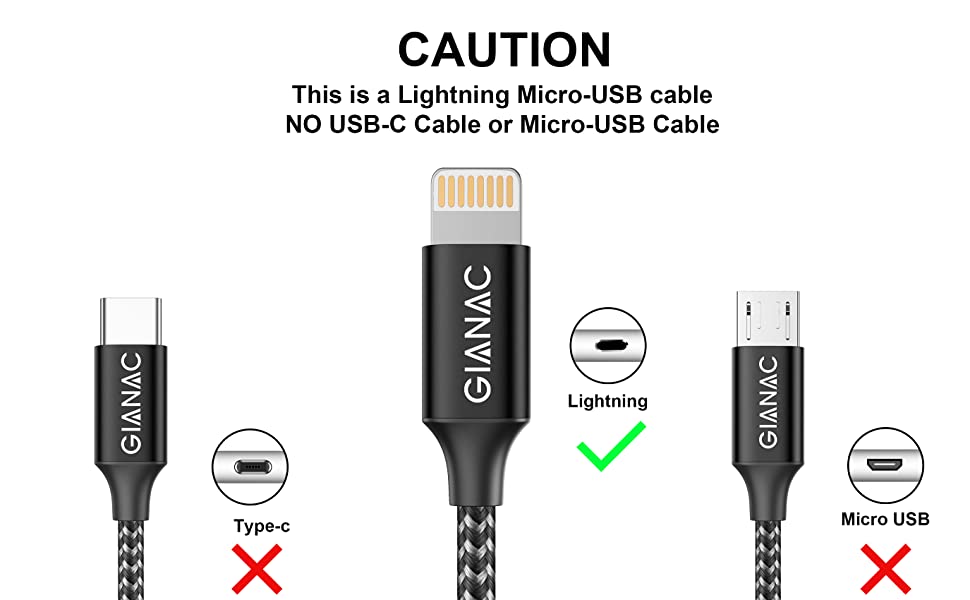 CAUTION
This is a Lightning Micro-USB cable
NO USB-C Cable or Micro-USB Cable
GIANAC
GIANAC
GIANAC
Lightning
Type-c
Micro USB